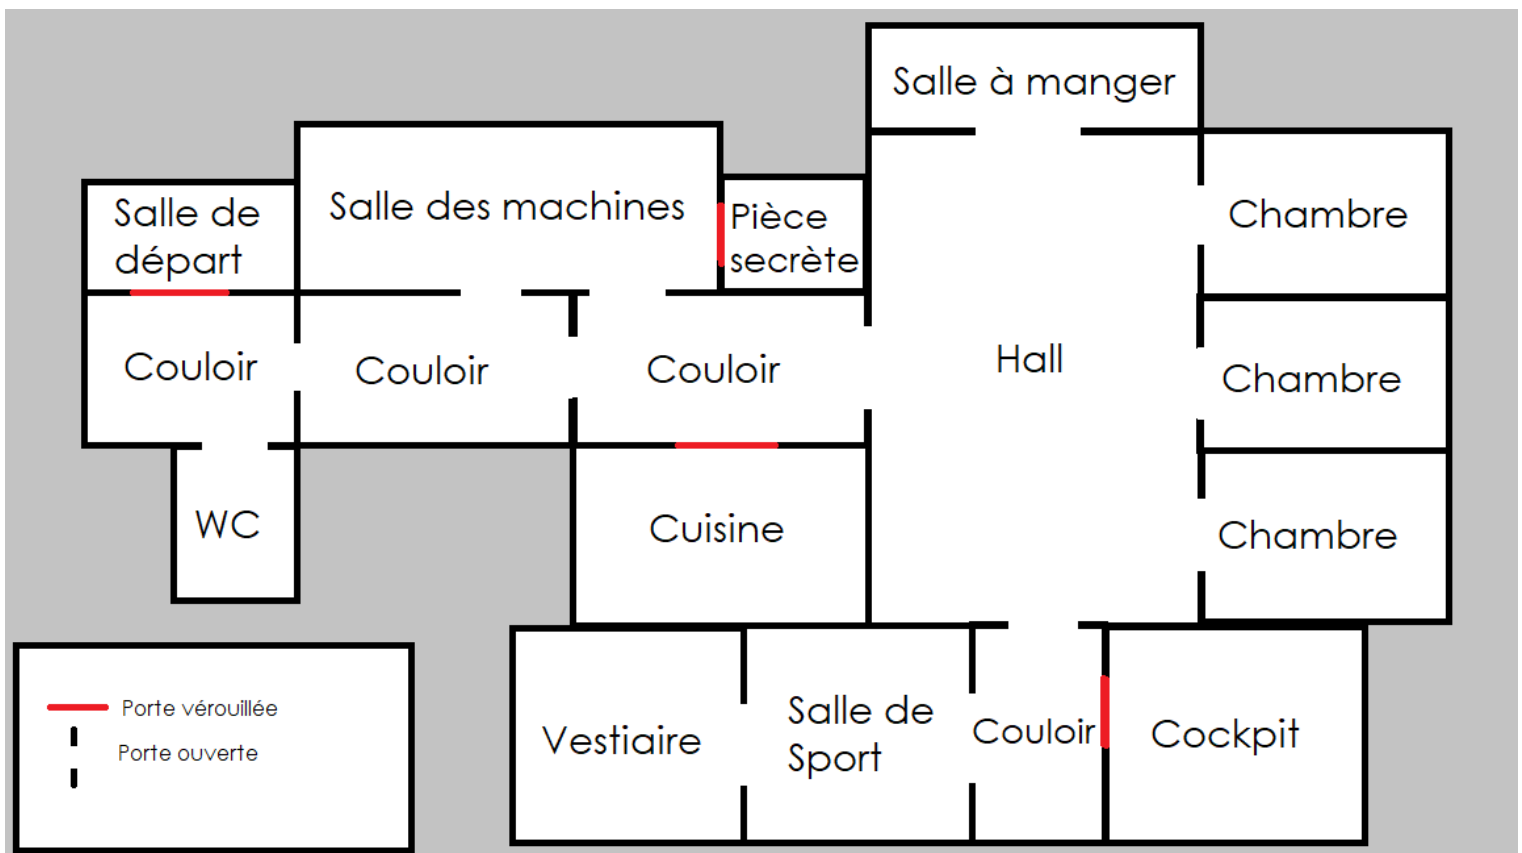 Salle à manger
Salle de
départ
Salle des machines
Pièce
secrète
Chambre
Couloir
Couloir
Couloir
Hall
Chambre
WC
Cuisine
Chambre
Vestiaire
Salle de
Sport
Couloir
Cockpit
Porte vérouillée
Porte ouverte